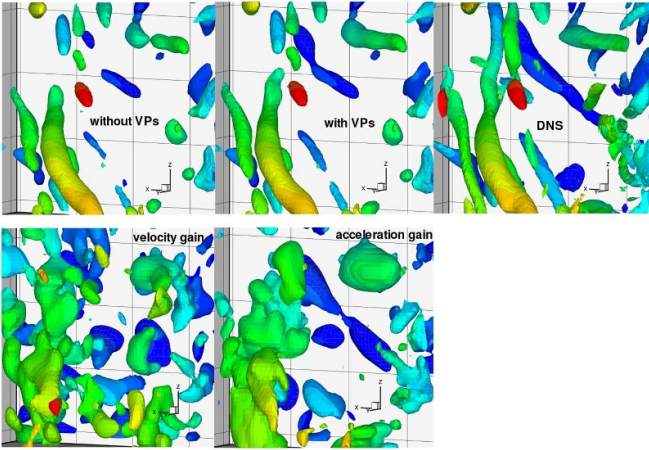 without VPs
z
x
with VPs
z
x
DNS
z
x
velocity gain
z
x
acceleration gain
z
x